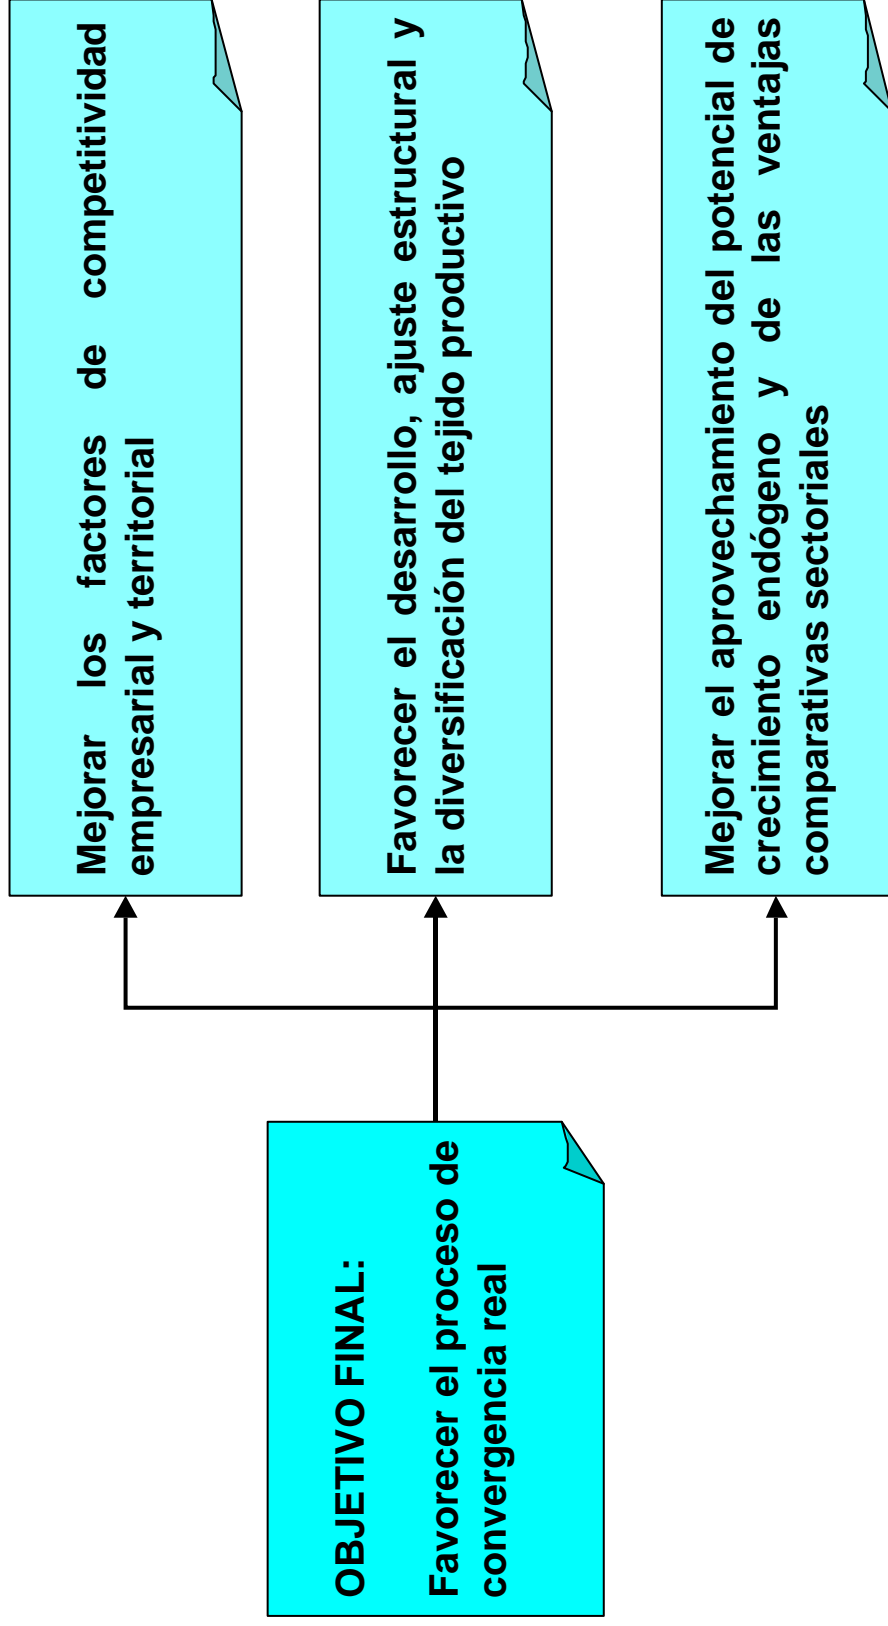 OBJETIVO FINAL:
Favorecer el proceso de
convergencia real
Mejorar los factores de competitividad
empresarial y territorial
Favorecer el desarrollo, ajuste estructural y
la diversificación del tejido productivo
Mejorar el aprovechamiento del potencial de
crecimiento endógeno y de las ventajas
comparativas sectoriales